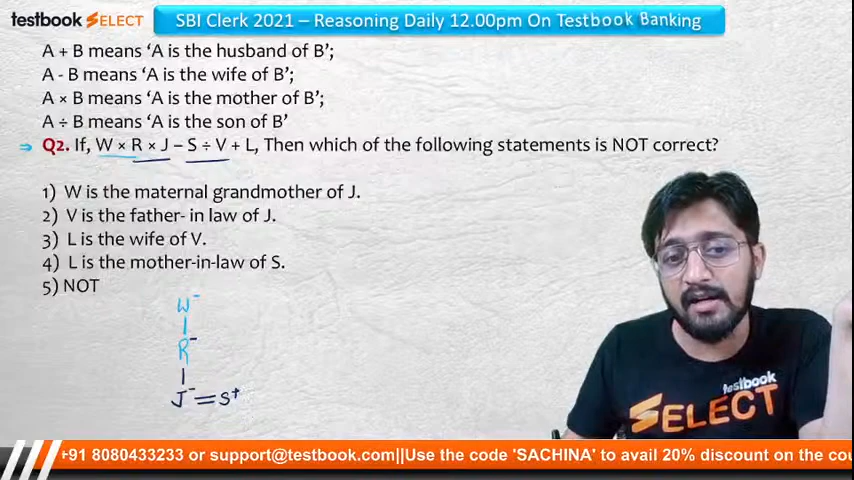 testbook SELECT
SBI Clerk 2021 – Reasoning Daily 12.00pm On Testbook Banking
A + B means ‘A is the husband of B’;
A - B means ‘A is the wife of B’;
A × B means ‘A is the mother of B’;
A ÷ B means ‘A is the son of B’
⇒ Q2. If, W × R × J – S ÷ V + L, Then which of the following statements is NOT correct?
1) W is the maternal grandmother of J.
2) V is the father- in law of J.
3) L is the wife of V.
4) L is the mother-in-law of S.
5) NOT
W -
R -
J - = S +
testbook
SELECT
+91 8080433233 or support@testbook.com||Use the code 'SACHINA' to avail 20% discount on the cou